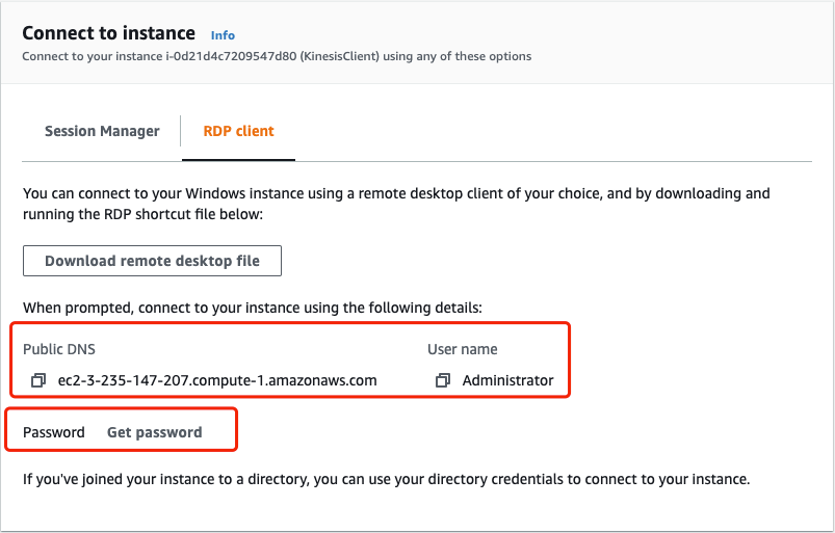 Connect to instance Info
Connect to your instance i-0d21d4c7209547d80 (KinesisClient) using any of these options
Session Manager RDP client
You can connect to your Windows instance using a remote desktop client of your choice, and by downloading and
running the RDP shortcut file below:
Download remote desktop file
When prompted, connect to your instance using the following details:
Public DNS User name
ec2-3-235-147-207.compute-1.amazonaws.com Administrator
Password Get password
If you've joined your instance to a directory, you can use your directory credentials to connect to your instance.